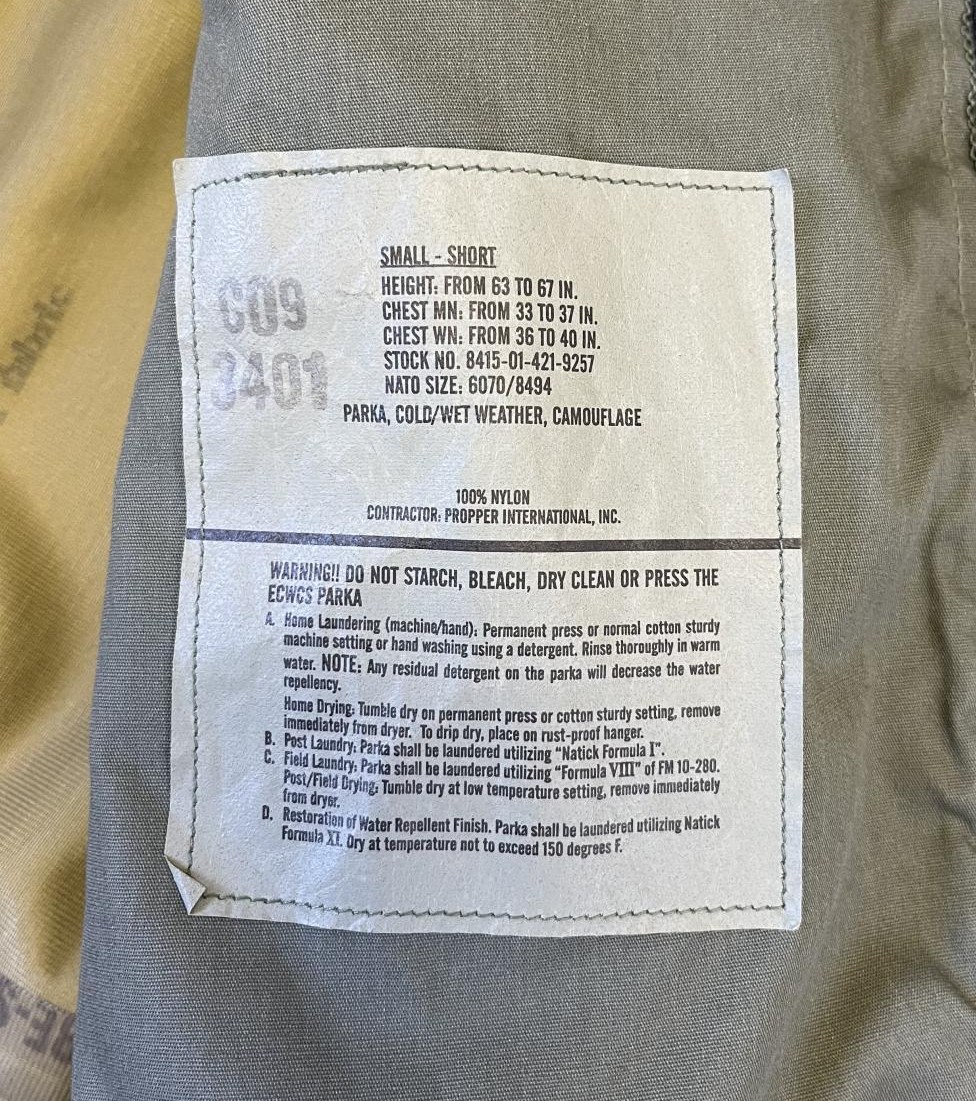 SMALL - SHORT
HEIGHT: FROM 63 TO 67 IN.
CHEST MN: FROM 33 TO 37 IN.
CHEST WN: FROM 36 TO 40 IN.
STOCK NO. 8415-01-421-9257
NATO SIZE: 6070/8494
PARKA, COLD/WET WEATHER, CAMOUFLAGE
C09
3401
100% NYLON
CONTRACTOR: PROPPER INTERNATIONAL, INC.
WARNING!! DO NOT STARCH, BLEACH, DRY CLEAN OR PRESS THE
ECWCS PARKA
A. Home Laundering (machine/hand): Permanent press or normal cotton sturdy
machine setting or hand washing using a detergent. Rinse thoroughly in warm
water. NOTE: Any residual detergent on the parka will decrease the water
repellency.
Home Drying: Tumble dry on permanent press or cotton sturdy setting, remove
immediately from dryer. To drip dry, place on rust-proof hanger.
B. Post Laundry: Parka shall be laundered utilizing "Natick Formula I".
C. Field Laundry: Parka shall be laundered utilizing "Formula VIII" of FM 10-280.
Post/Field Drying: Tumble dry at low temperature setting, remove immediately
from dryer.
D. Restoration of Water Repellent Finish. Parka shall be laundered utilizing Natick
Formula XI. Dry at temperature not to exceed 150 degrees F.
fabric